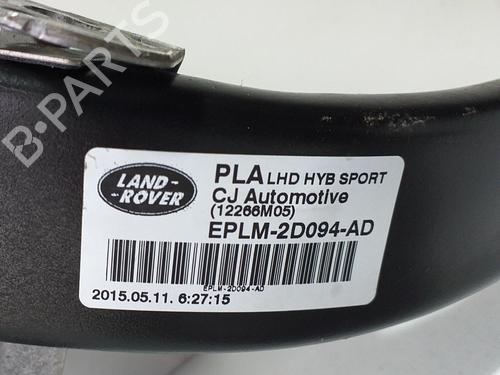 B-PARTS
LAND-
-ROVER
PLA LHD HYB SPORT
CJ Automotive
(12266M05)
EPLM-2D094-AD
EPLM-2D094-AD
2015.05.11. 6:27:15